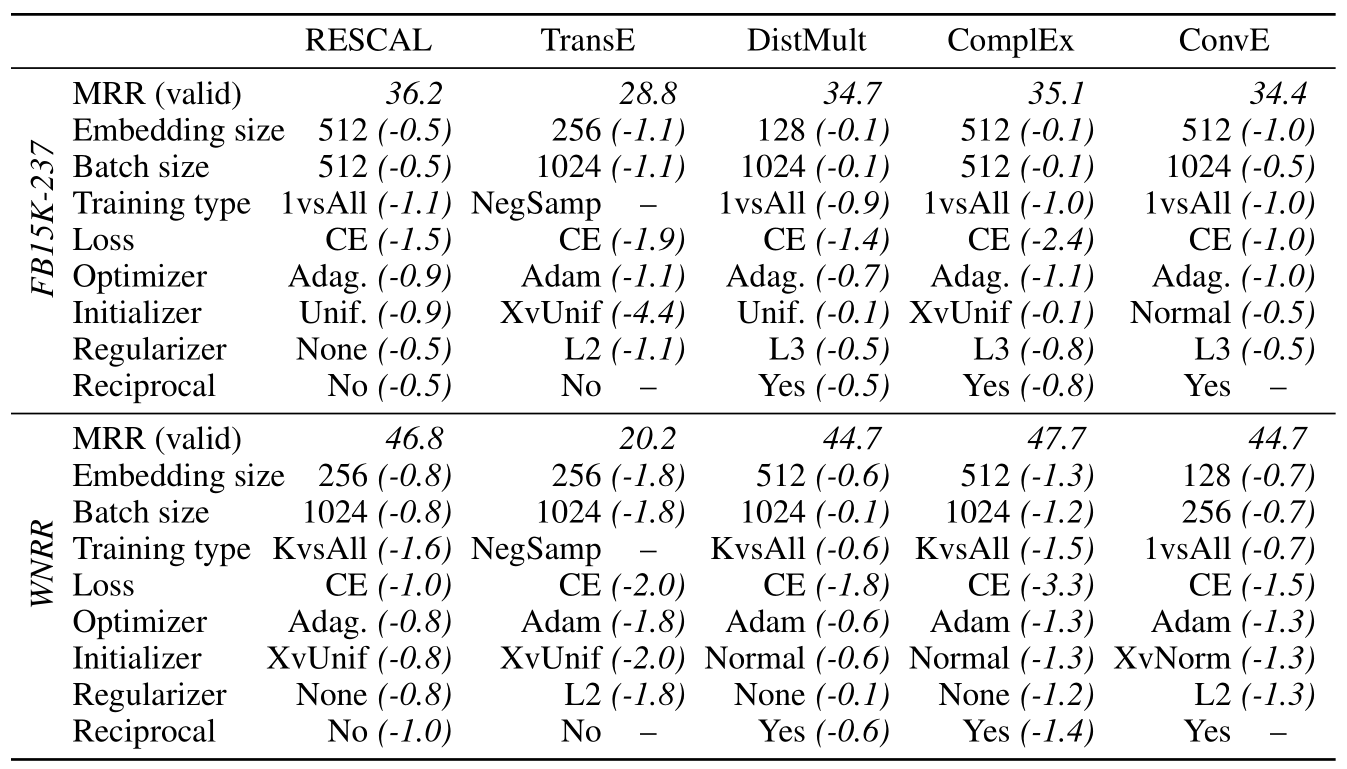 RESCAL TransE DistMult ComplEx ConvE
FB15K-237
MRR (valid) 36.2 28.8 34.7 35.1 34.4
Embedding size 512 (-0.5) 256 (-1.1) 128 (-0.1) 512 (-0.1) 512 (-1.0)
Batch size 512 (-0.5) 1024 (-1.1) 1024 (-0.1) 512 (-0.1) 1024 (-0.5)
Training type 1vsAll (-1.1) NegSamp – 1vsAll (-0.9) 1vsAll (-1.0) 1vsAll (-1.0)
Loss CE (-1.5) CE (-1.9) CE (-1.4) CE (-2.4) CE (-1.0)
Optimizer Adag. (-0.9) Adam (-1.1) Adag. (-0.7) Adag. (-1.1) Adag. (-1.0)
Initializer Unif. (-0.9) XvUnif (-4.4) Unif. (-0.1) XvUnif (-0.1) Normal (-0.5)
Regularizer None (-0.5) L2 (-1.1) L3 (-0.5) L3 (-0.8) L3 (-0.5)
Reciprocal No (-0.5) No – Yes (-0.5) Yes (-0.8) Yes –
WNRR
MRR (valid) 46.8 20.2 44.7 47.7 44.7
Embedding size 256 (-0.8) 256 (-1.8) 512 (-0.6) 512 (-1.3) 128 (-0.7)
Batch size 1024 (-0.8) 1024 (-1.8) 1024 (-0.1) 1024 (-1.2) 256 (-0.7)
Training type KvsAll (-1.6) NegSamp – KvsAll (-0.6) KvsAll (-1.5) 1vsAll (-0.7)
Loss CE (-1.0) CE (-2.0) CE (-1.8) CE (-3.3) CE (-1.5)
Optimizer Adag. (-0.8) Adam (-1.8) Adam (-0.6) Adam (-1.3) Adam (-1.3)
Initializer XvUnif (-0.8) XvUnif (-2.0) Normal (-0.6) Normal (-1.3) XvNorm (-1.3)
Regularizer None (-0.8) L2 (-1.8) None (-0.1) None (-1.2) L2 (-1.3)
Reciprocal No (-1.0) No – Yes (-0.6) Yes (-1.4) Yes –